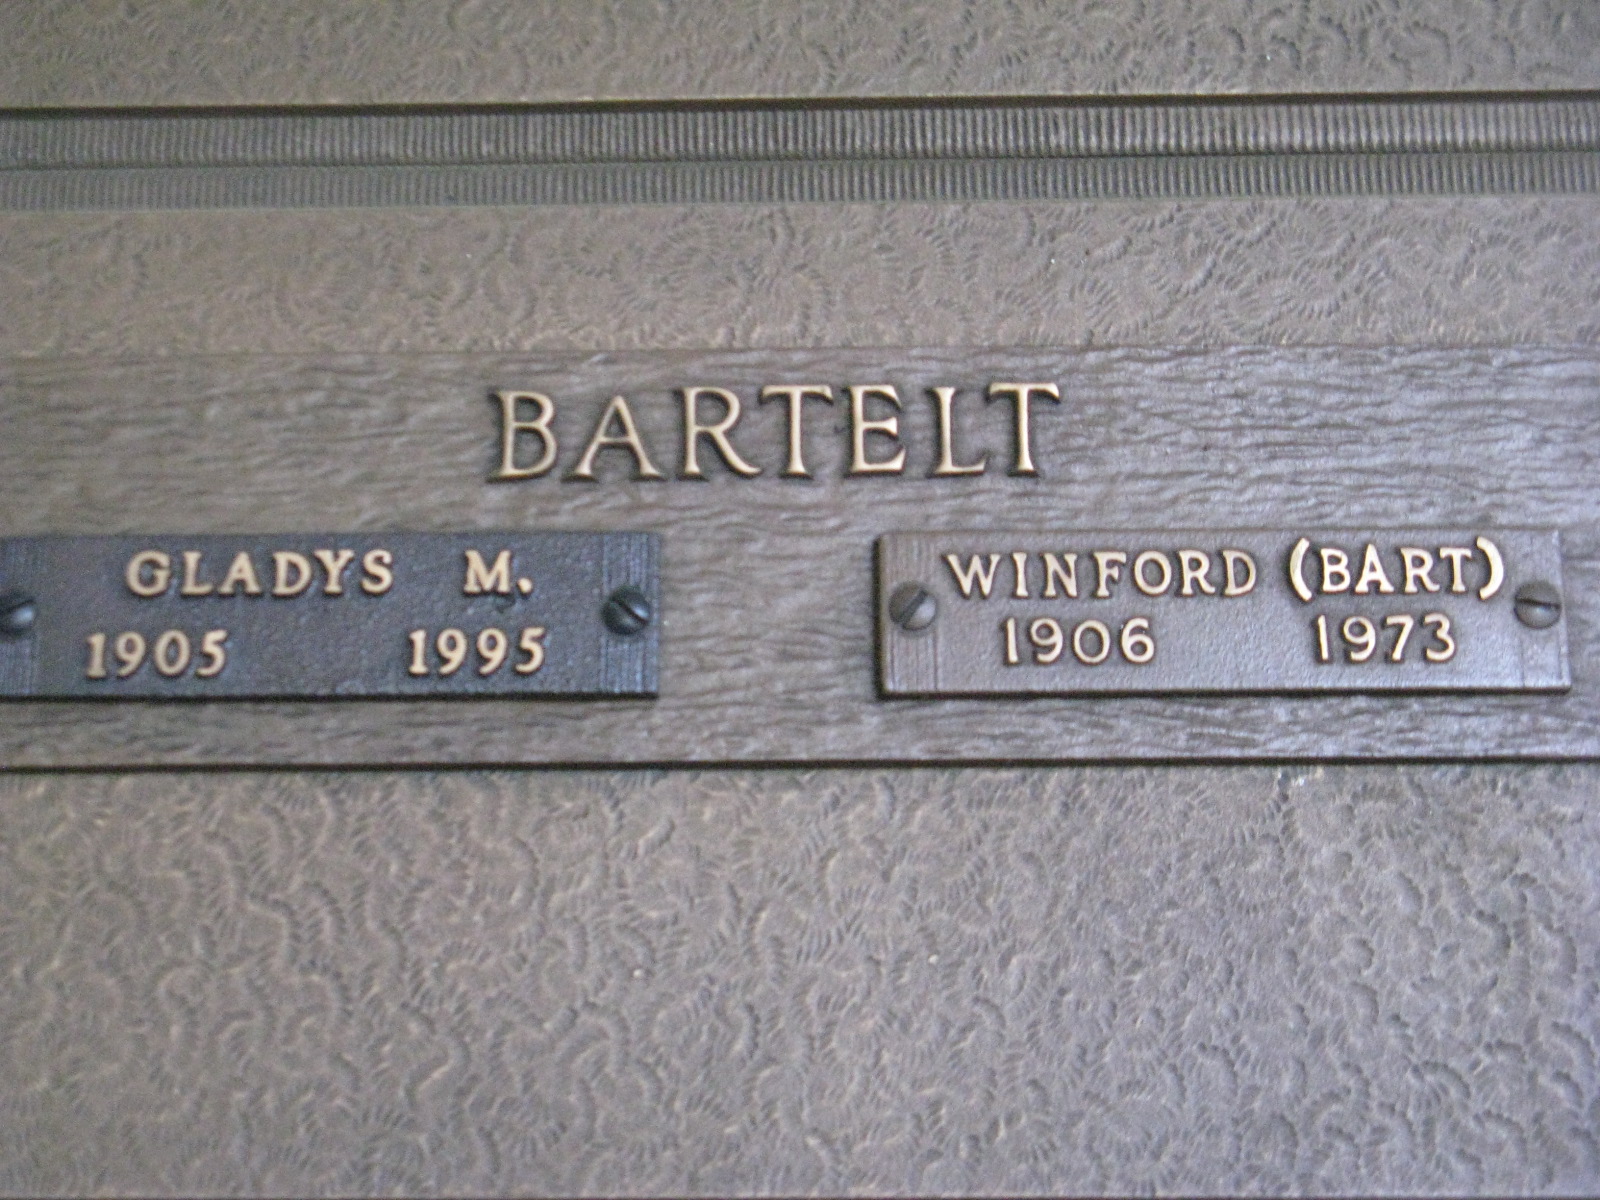 BARTELT
GLADYS M.
1905 1995
WINFORD (BART)
1906 1973